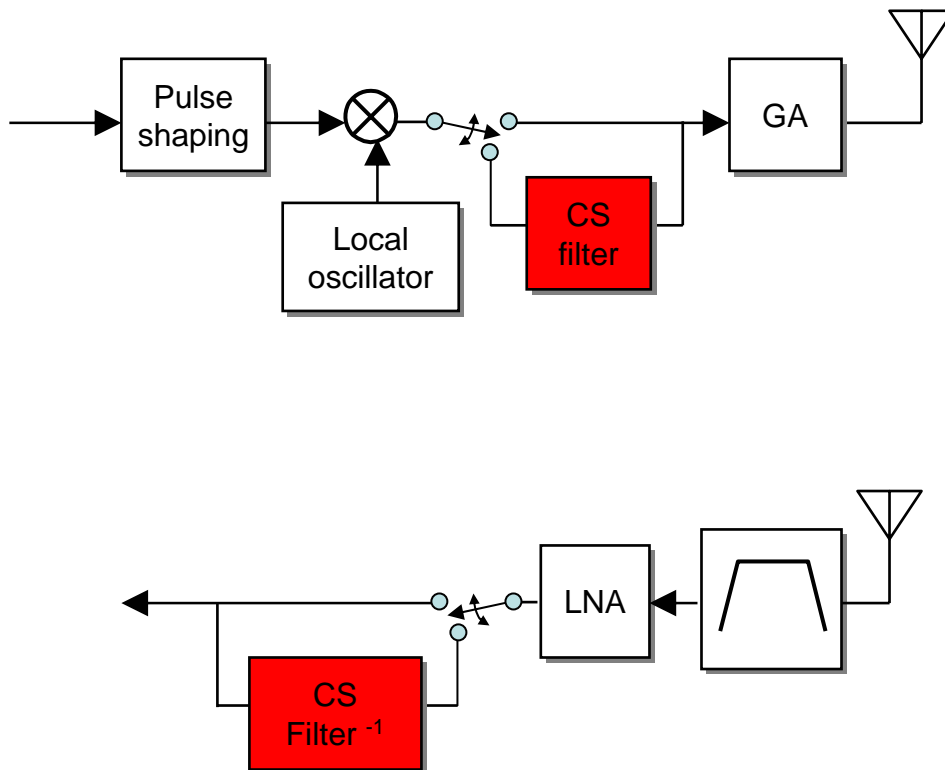 Pulse
shaping
GA
CS
filter
Local
oscillator
LNA
CS
Filter -1